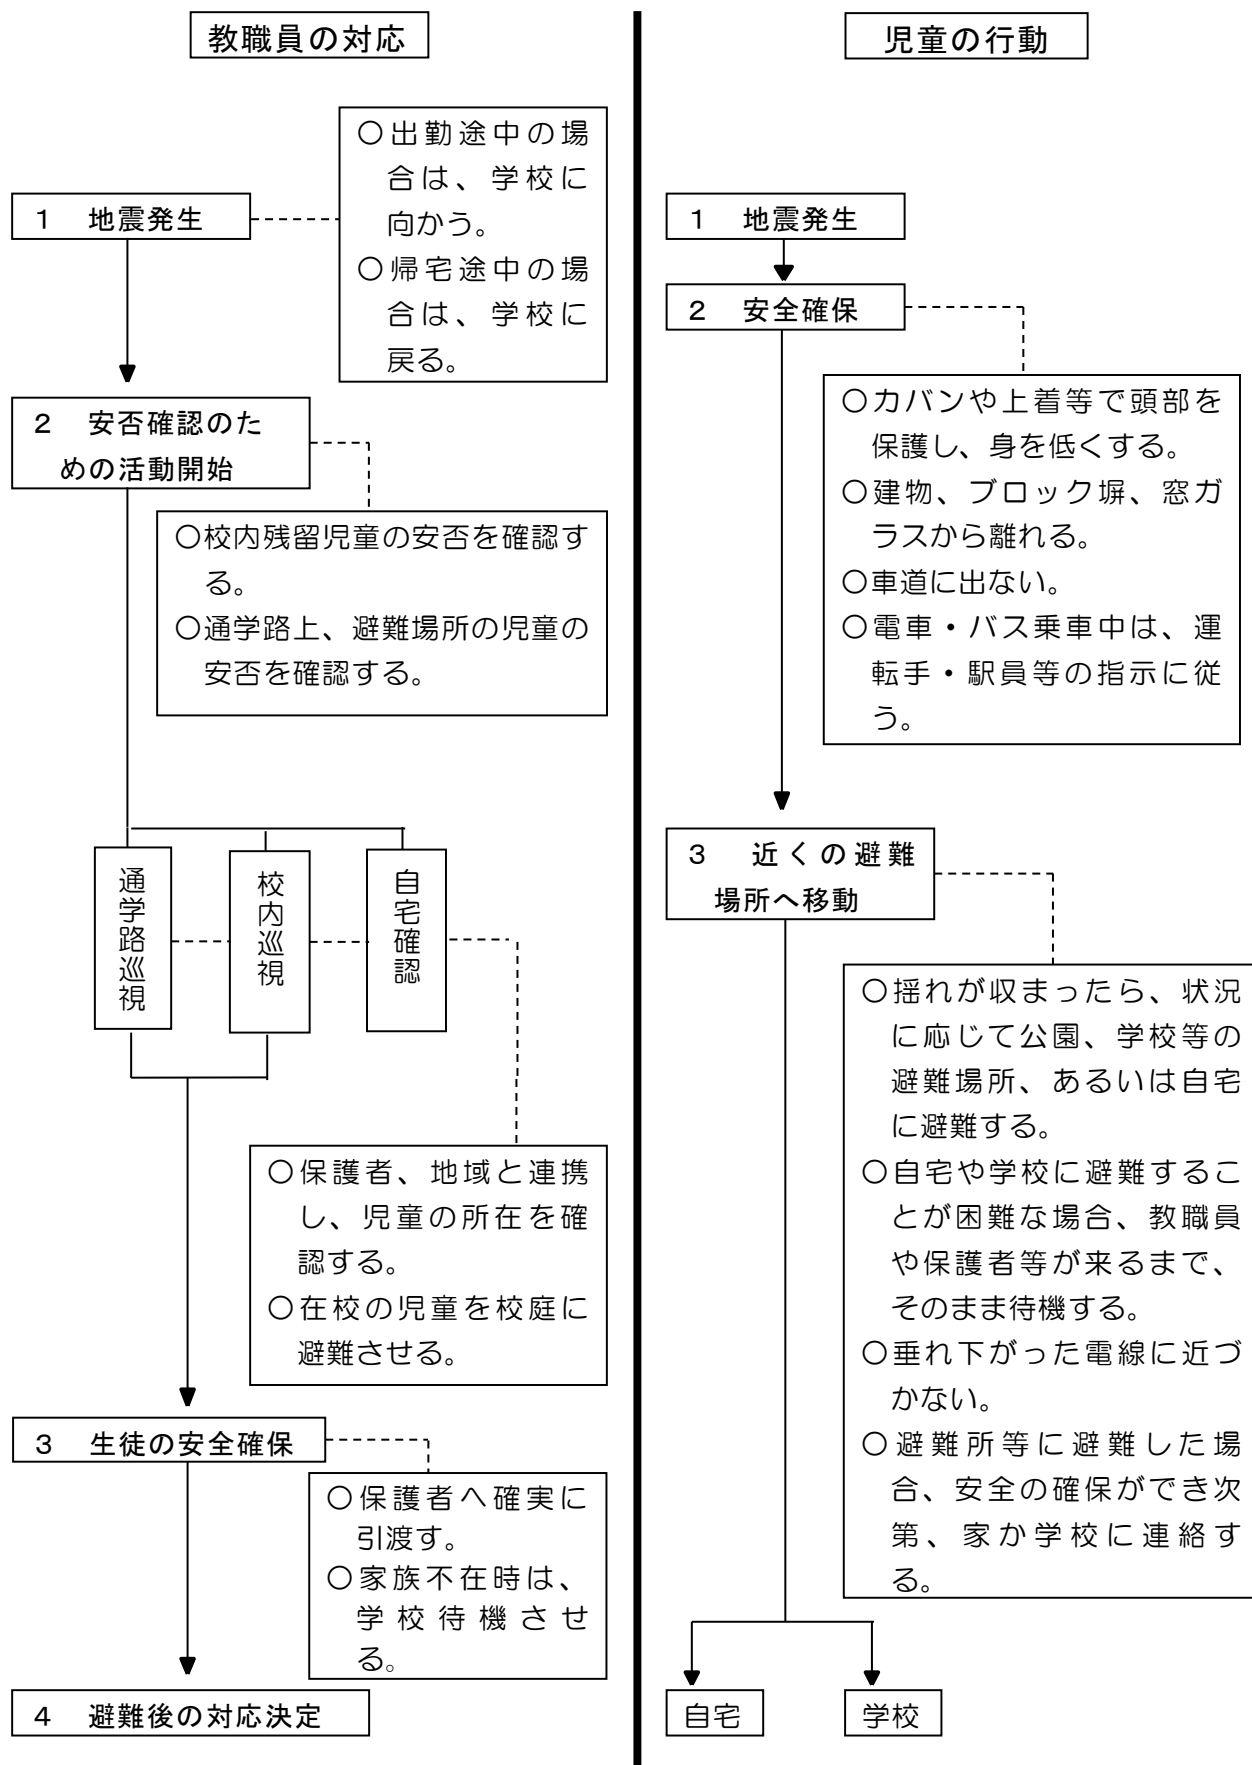 教職員の対応
○出勤途中の場
合は、学校に
向かう。
○帰宅途中の場
合は、学校に
戻る。
1　地震発生
2　安否確認のた
めの活動開始
○校内残留児童の安否を確認す
る。
○通学路上、避難場所の児童の
安否を確認する。
通学路巡視
校内巡視
自宅確認
○保護者、地域と連携
し、児童の所在を確
認する。
○在校の児童を校庭に
避難させる。
3　生徒の安全確保
○保護者へ確実に
引渡す。
○家族不在時は、
学校待機させ
る。
4　避難後の対応決定
児童の行動
1　地震発生
2　安全確保
○カバンや上着等で頭部を
保護し、身を低くする。
○建物、ブロック塀、窓ガ
ラスから離れる。
○車道に出ない。
○電車・バス乗車中は、運
転手・駅員等の指示に従
う。
3　近くの避難
場所へ移動
○揺れが収まったら、状況
に応じて公園、学校等の
避難場所、あるいは自宅
に避難する。
○自宅や学校に避難するこ
とが困難な場合、教職員
や保護者等が来るまで、
そのまま待機する。
○垂れ下がった電線に近づ
かない。
○避難所等に避難した場
合、安全の確保ができ次
第、家か学校に連絡す
る。
自宅
学校